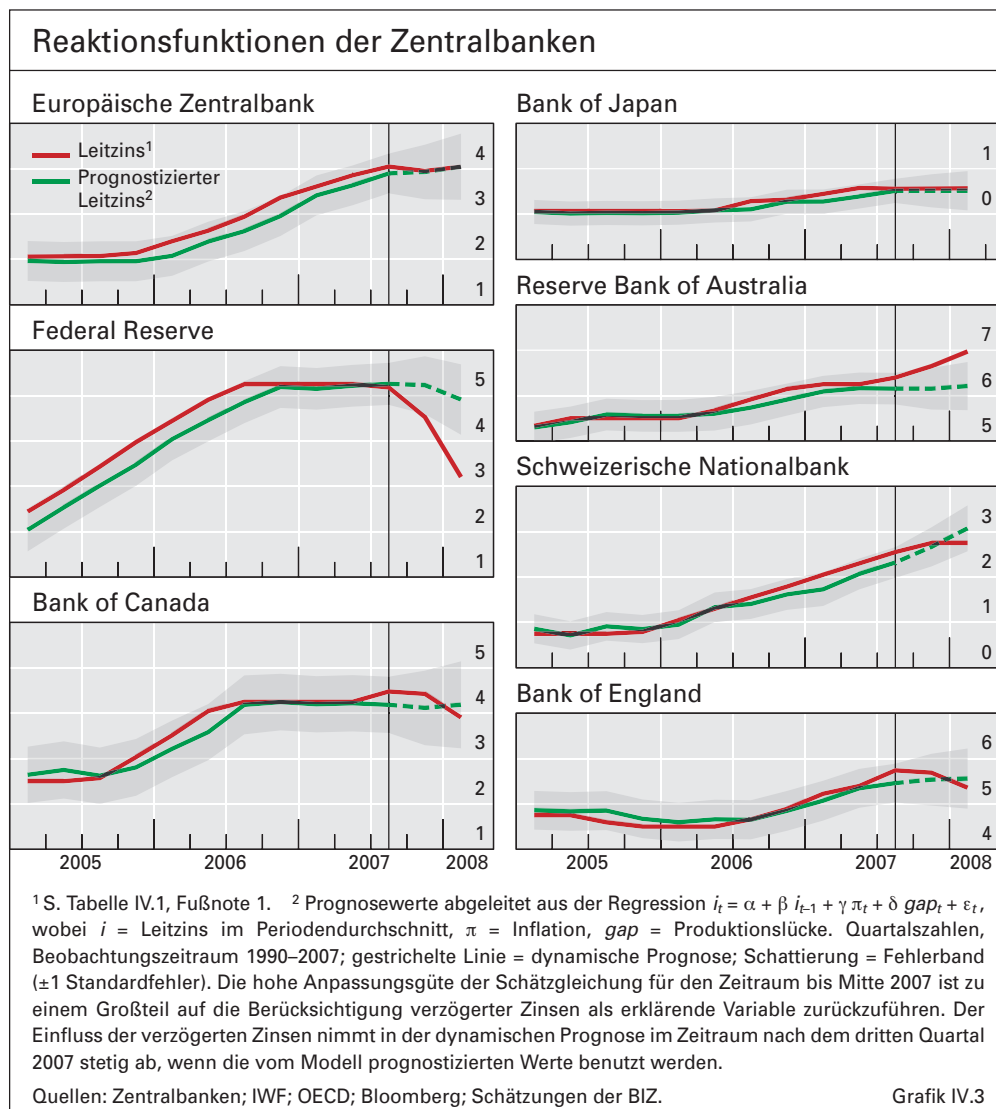 Reaktionsfunktionen der Zentralbanken
Europäische Zentralbank
Leitzins¹
Prognostizierter
Leitzins²
4
3
2
1
Federal Reserve
5
4
3
2
1
Bank of Canada
5
4
3
2
1
2005 2006 2007 2008
Bank of Japan
1
0
Reserve Bank of Australia
7
6
5
Schweizerische Nationalbank
3
2
1
0
Bank of England
6
5
4
2005 2006 2007 2008
¹ S. Tabelle IV.1, Fußnote 1. ² Prognosewerte abgeleitet aus der Regression iₜ = α + β iₜ₋₁ + γ πₜ + δ gapₜ + εₜ,
wobei i = Leitzins im Periodendurchschnitt, π = Inflation, gap = Produktionslücke. Quartalszahlen,
Beobachtungszeitraum 1990–2007; gestrichelte Linie = dynamische Prognose; Schattierung = Fehlerband
(±1 Standardfehler). Die hohe Anpassungsgüte der Schätzgleichung für den Zeitraum bis Mitte 2007 ist zu
einem Großteil auf die Berücksichtigung verzögerter Zinsen als erklärende Variable zurückzuführen. Der
Einfluss der verzögerten Zinsen nimmt in der dynamischen Prognose im Zeitraum nach dem dritten Quartal
2007 stetig ab, wenn die vom Modell prognostizierten Werte benutzt werden.
Quellen: Zentralbanken; IWF; OECD; Bloomberg; Schätzungen der BIZ. Grafik IV.3